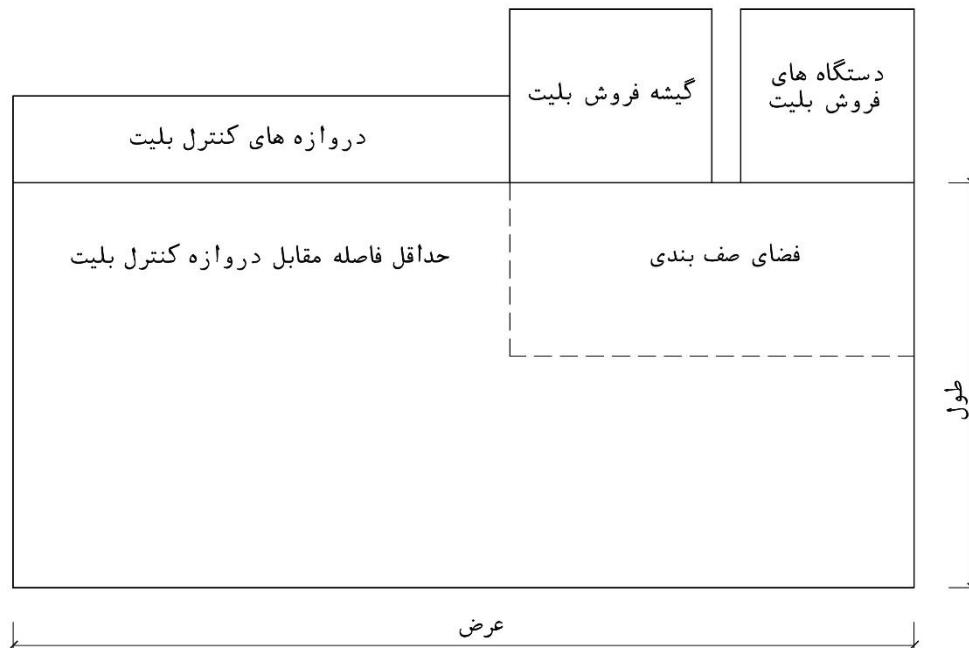 دستگاه های
فروش بلیت
گیشه فروش بلیت
دروازه های کنترل بلیت
فضای صف بندی
حداقل فاصله مقابل دروازه کنترل بلیت
طول
عرض